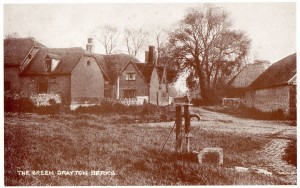 THE GREEN DRAYTON BERKS.